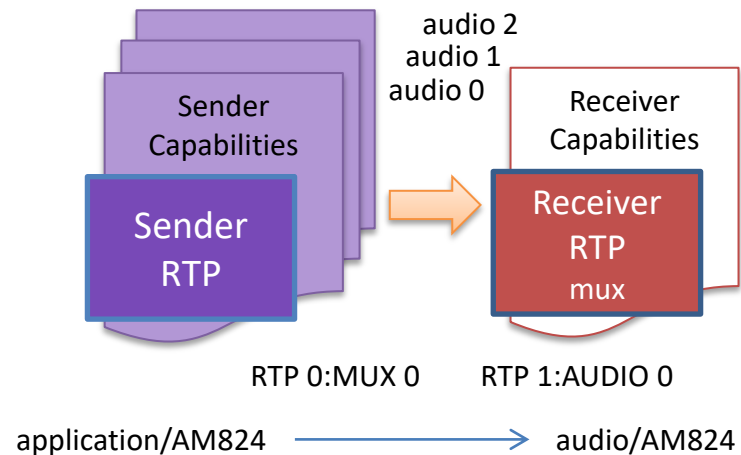 audio 2
audio 1
audio 0
Sender
Capabilities
Receiver
Capabilities
Sender
RTP
Receiver
RTP
mux
RTP 0:MUX 0
RTP 1:AUDIO 0
application/AM824
audio/AM824